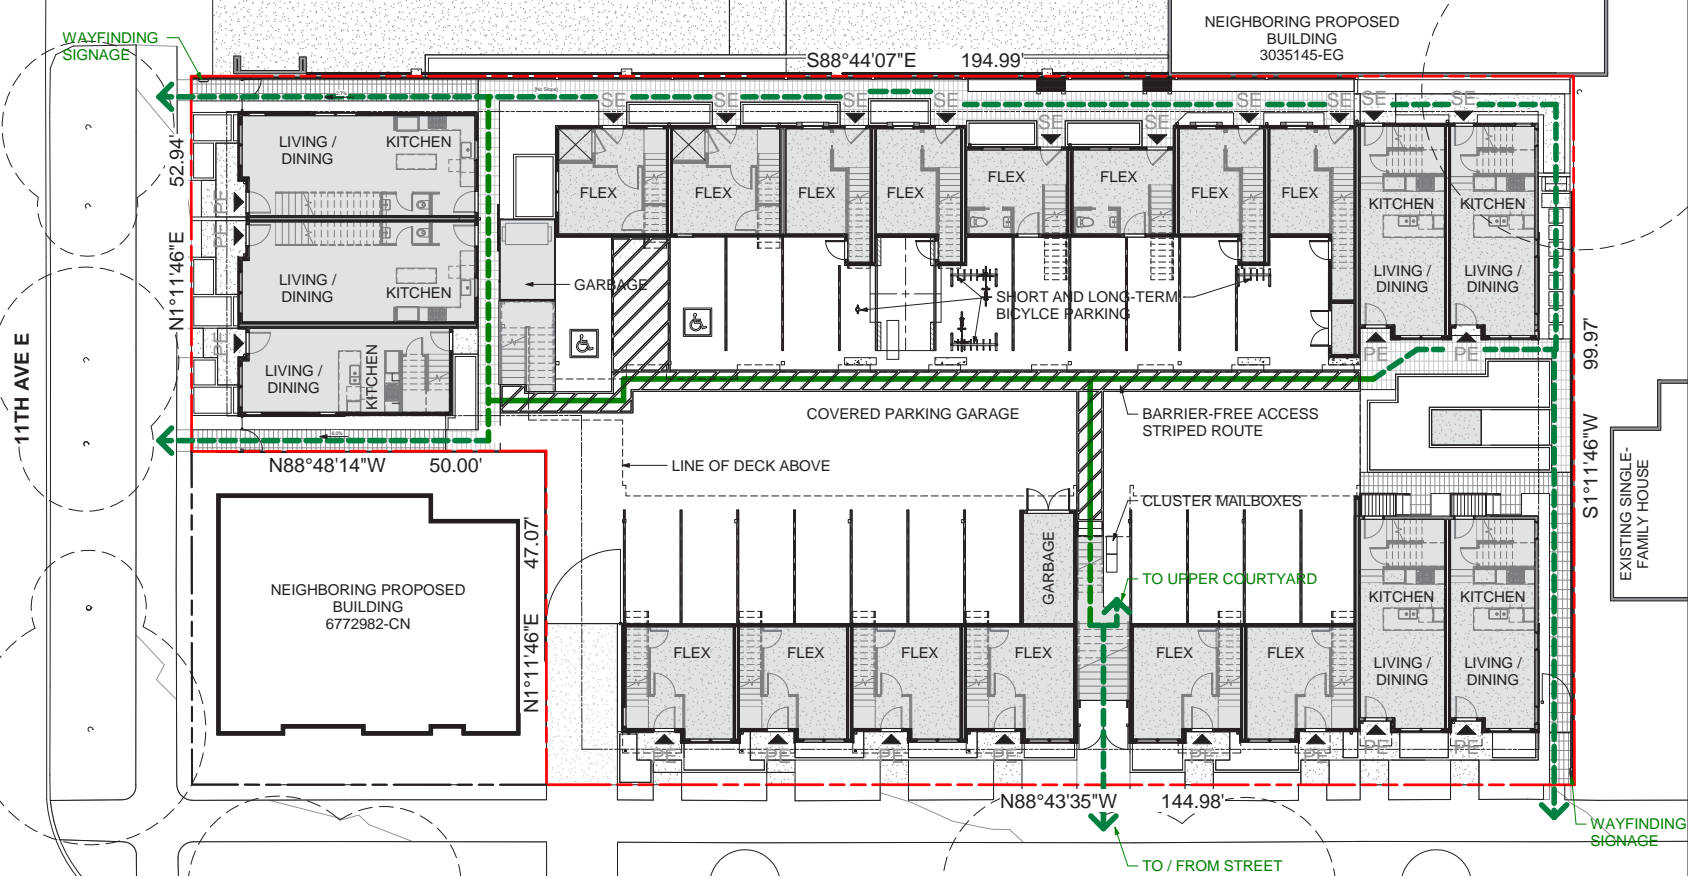 NEIGHBORING PROPOSED
BUILDING
3035145-EG
WAYFINDING
SIGNAGE
S88°44'07"E 194.99'
SE
SE
SE
SE
SE
SE
SE
SE
SE
SE
LIVING /
DINING
KITCHEN
52.94'
PE
FLEX
FLEX
FLEX
FLEX
FLEX
FLEX
FLEX
FLEX
KITCHEN
KITCHEN
PE
N1°11'46"E
LIVING /
DINING
KITCHEN
LIVING /
DINING
LIVING /
DINING
GARBAGE
SHORT AND LONG-TERM
BICYLCE PARKING
11TH AVE E
PE
LIVING /
DINING
KITCHEN
PE
PE
99.97'
COVERED PARKING GARAGE
BARRIER-FREE ACCESS
STRIPED ROUTE
S1°11'46"W
N88°48'14"W 50.00'
LINE OF DECK ABOVE
CLUSTER MAILBOXES
EXISTING SINGLE-
FAMILY HOUSE
47.07'
GARBAGE
TO UPPER COURTYARD
NEIGHBORING PROPOSED
BUILDING
6772982-CN
N1°11'46"E
KITCHEN
KITCHEN
FLEX
FLEX
FLEX
FLEX
FLEX
FLEX
LIVING /
DINING
LIVING /
DINING
PE
PE
PE
PE
PE
PE
PE
PE
N88°43'35"W 144.98'
WAYFINDING
SIGNAGE
TO / FROM STREET